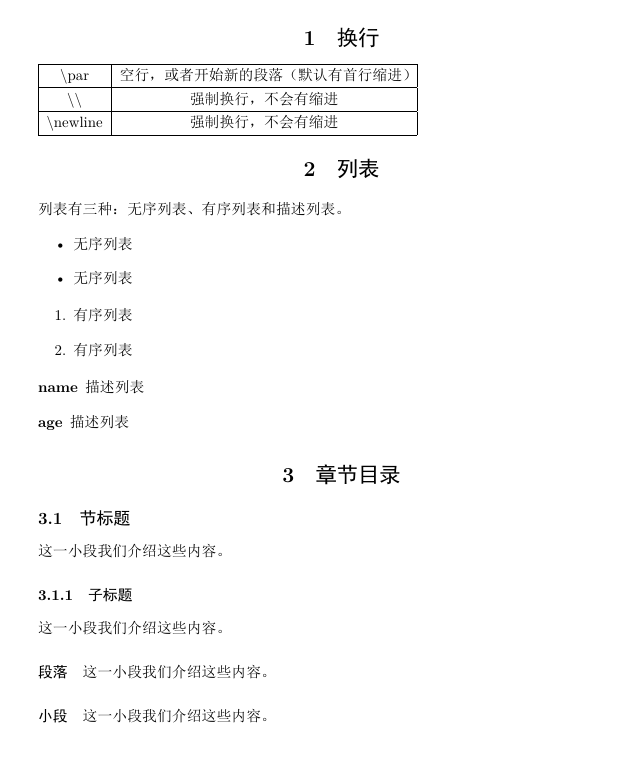 1 换行
\par 空行，或者开始新的段落（默认有首行缩进）
\\ 强制换行，不会有缩进
\newline 强制换行，不会有缩进
2 列表
列表有三种：无序列表、有序列表和描述列表。
• 无序列表
• 无序列表
1. 有序列表
2. 有序列表
name 描述列表
age 描述列表
3 章节目录
3.1 节标题
这一小段我们介绍这些内容。
3.1.1 子标题
这一小段我们介绍这些内容。
段落 这一小段我们介绍这些内容。
小段 这一小段我们介绍这些内容。